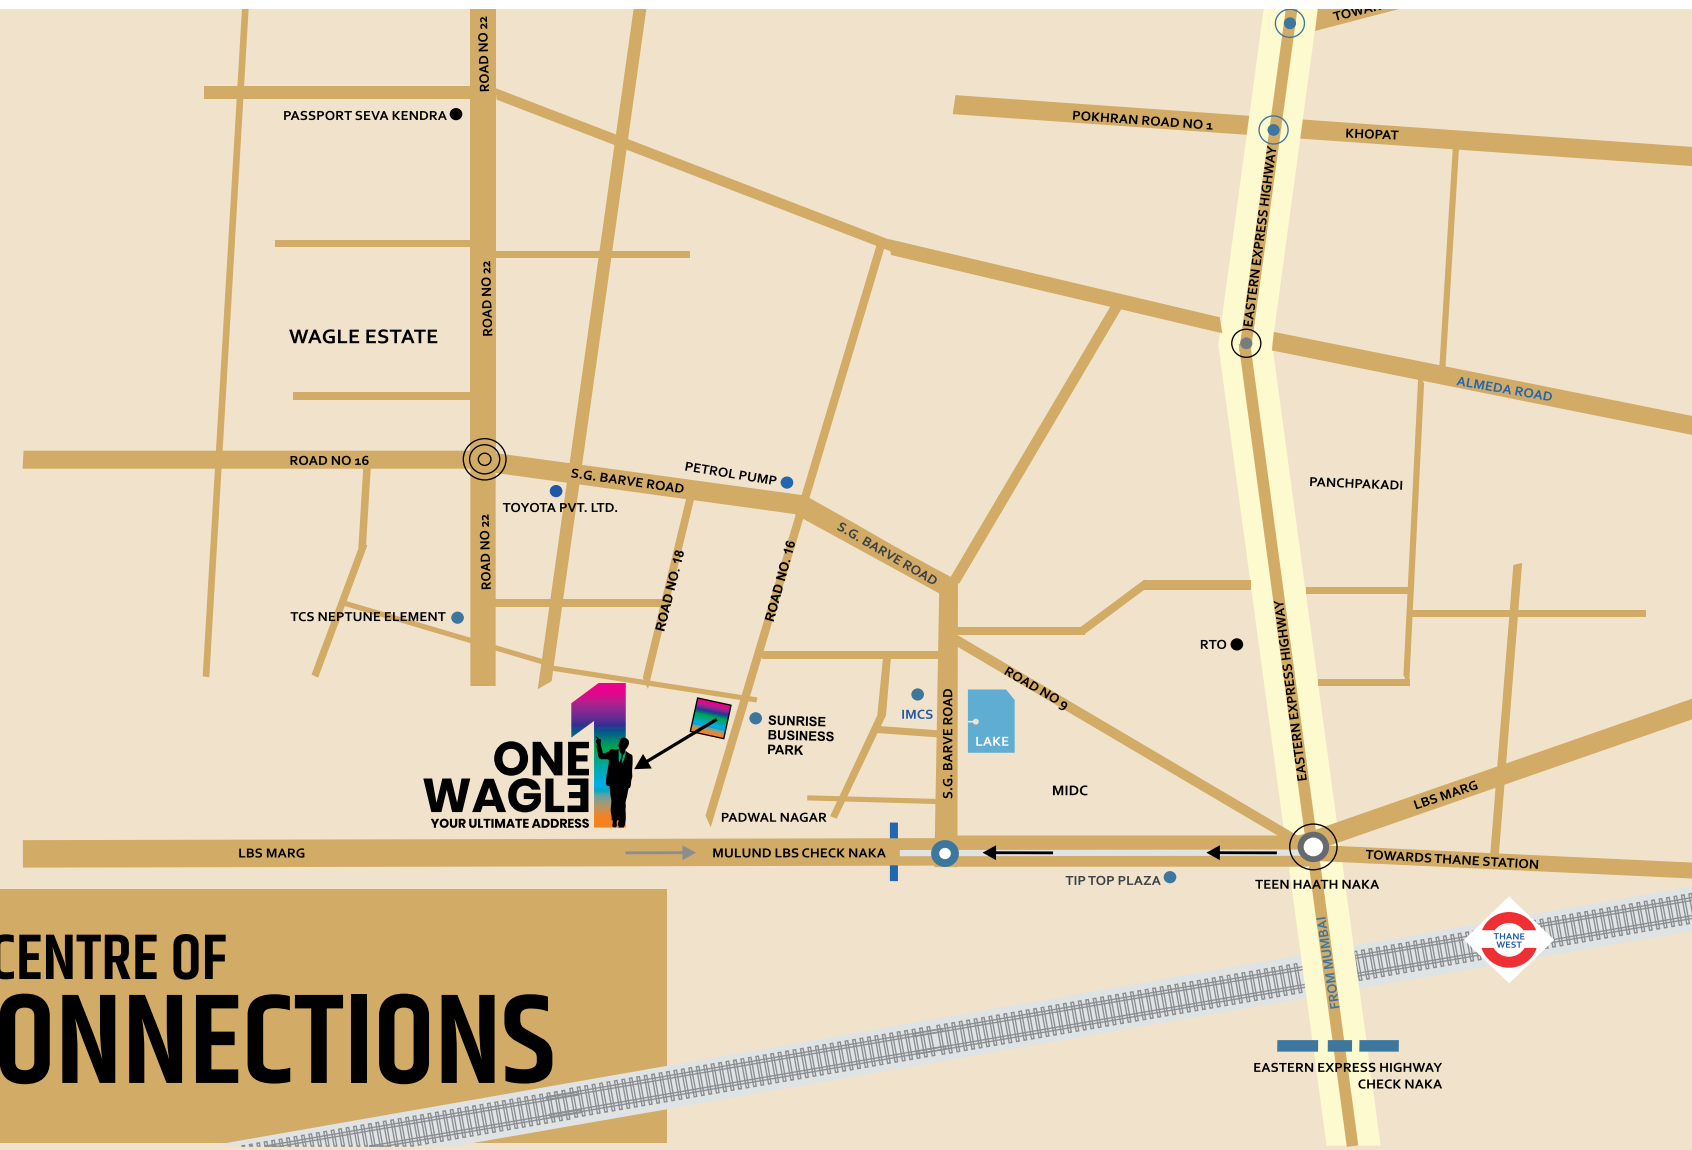 ROAD NO 22
PASSPORT SEVA KENDRA
POKHRAN ROAD NO 1
KHOPAT
EASTERN EXPRESS HIGHWAY
ROAD NO 22
WAGLE ESTATE
ALMEDA ROAD
ROAD NO 16
S.G. BARVE ROAD
PETROL PUMP
TOYOTA PVT. LTD.
PANCHPAKADI
S.G. BARVE ROAD
ROAD NO 22
ROAD NO. 18
ROAD NO. 16
TCS NEPTUNE ELEMENT
RTO
EASTERN EXPRESS HIGHWAY
ROAD NO 9
IMCS
S.G. BARVE ROAD
LAKE
SUNRISE
BUSINESS
PARK
1
ONE
WAGLE
YOUR ULTIMATE ADDRESS
MIDC
LBS MARG
PADWAL NAGAR
LBS MARG
MULUND LBS CHECK NAKA
TOWARDS THANE STATION
TIP TOP PLAZA
TEEN HAATH NAKA
FROM MUMBAI
THANE
WEST
CENTRE OF
ONNECTIONS
EASTERN EXPRESS HIGHWAY
CHECK NAKA